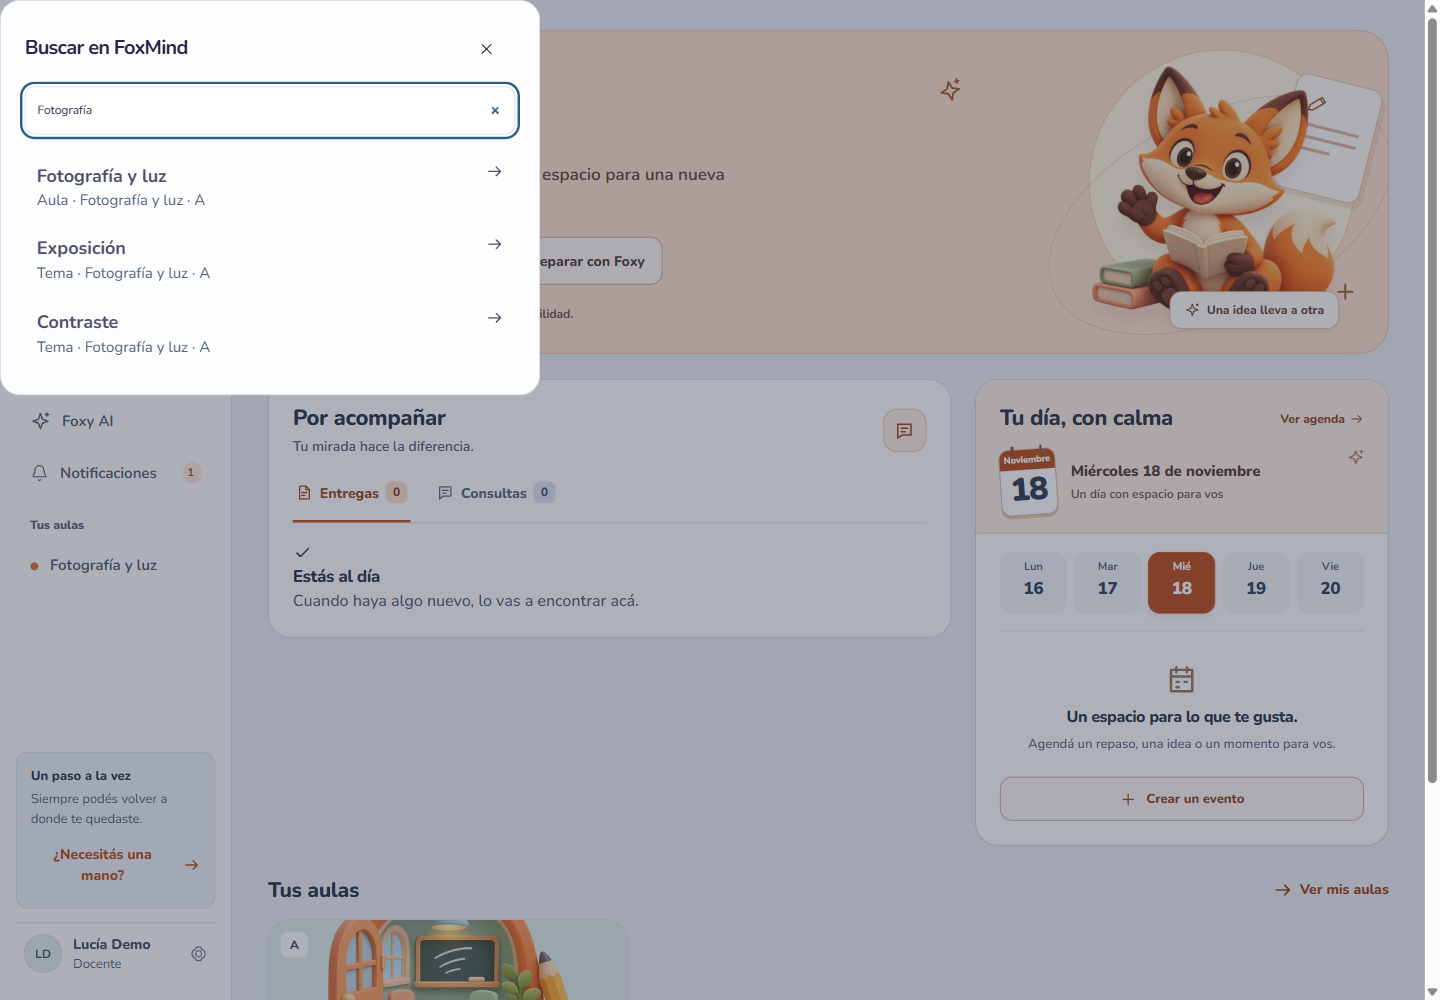 Buscar en FoxMind
Fotografía
Fotografía y luz
Aula · Fotografía y luz · A
Exposición
Tema · Fotografía y luz · A
Contraste
Tema · Fotografía y luz · A
espacio para una nueva
eparar con Foxy
ilidad.
Una idea lleva a otra
Foxy AI
Notificaciones 1
Tus aulas
Fotografía y luz
Un paso a la vez
Siempre podés volver a
donde te quedaste.
¿Necesitás una
mano?
LD
Lucía Demo
Docente
Por acompañar
Tu mirada hace la diferencia.
Entregas 0 Consultas 0
Estás al día
Cuando haya algo nuevo, lo vas a encontrar acá.
Tu día, con calma
Ver agenda
Noviembre
18
Miércoles 18 de noviembre
Un día con espacio para vos
Lun Mar Mié Jue Vie
16 17 18 19 20
Un espacio para lo que te gusta.
Agendá un repaso, una idea o un momento para vos.
Crear un evento
Tus aulas
Ver mis aulas
A